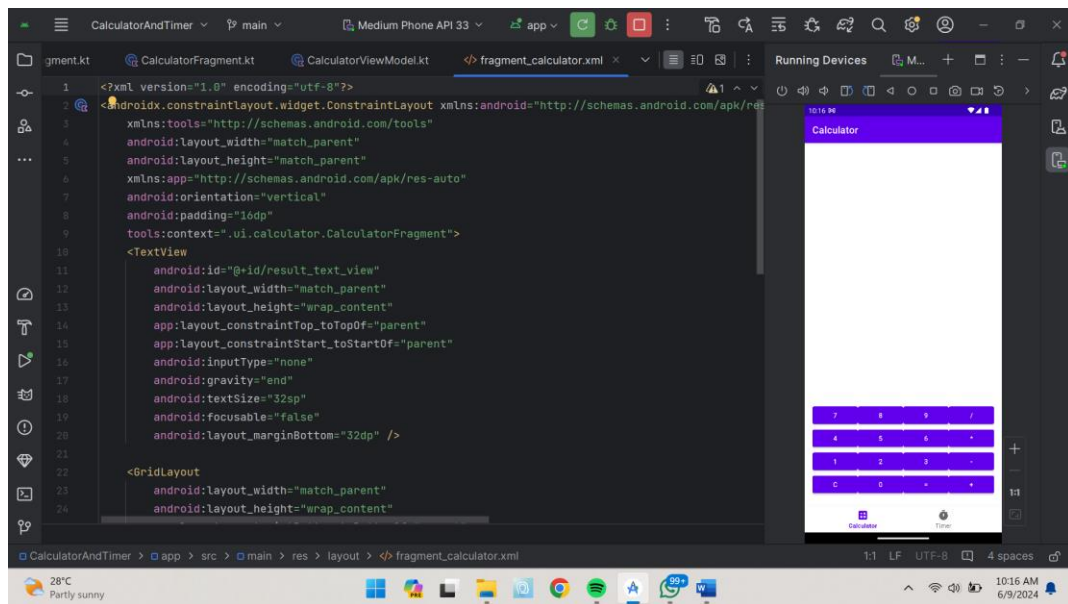 CalculatorAndTimer main Medium Phone API 33 app
gment.kt CalculatorFragment.kt CalculatorViewModel.kt fragment_calculator.xml Running Devices M...
1 <?xml version="1.0" encoding="utf-8"?> 1
2 <androidx.constraintlayout.widget.ConstraintLayout xmlns:android="http://schemas.android.com/apk/res
3 xmlns:tools="http://schemas.android.com/tools"
4 android:layout_width="match_parent"
5 android:layout_height="match_parent"
6 xmlns:app="http://schemas.android.com/apk/res-auto"
7 android:orientation="vertical"
8 android:padding="16dp"
9 tools:context=".ui.calculator.CalculatorFragment">
10 <TextView
11 android:id="@+id/result_text_view"
12 android:layout_width="match_parent"
13 android:layout_height="wrap_content"
14 app:layout_constraintTop_toTopOf="parent"
15 app:layout_constraintStart_toStartOf="parent"
16 android:inputType="none"
17 android:gravity="end"
18 android:textSize="32sp"
19 android:focusable="false"
20 android:layout_marginBottom="32dp" />
21
22 <GridLayout
23 android:layout_width="match_parent"
24 android:layout_height="wrap_content"
10:16
Calculator
7 8 9 /
4 5 6 *
1 2 3 -
C 0 = +
Calculator Timer
1:1
CalculatorAndTimer > app > src > main > res > layout > fragment_calculator.xml 1:1 LF UTF-8 4 spaces
28°C
Partly sunny
PRE
99+
10:16 AM
6/9/2024